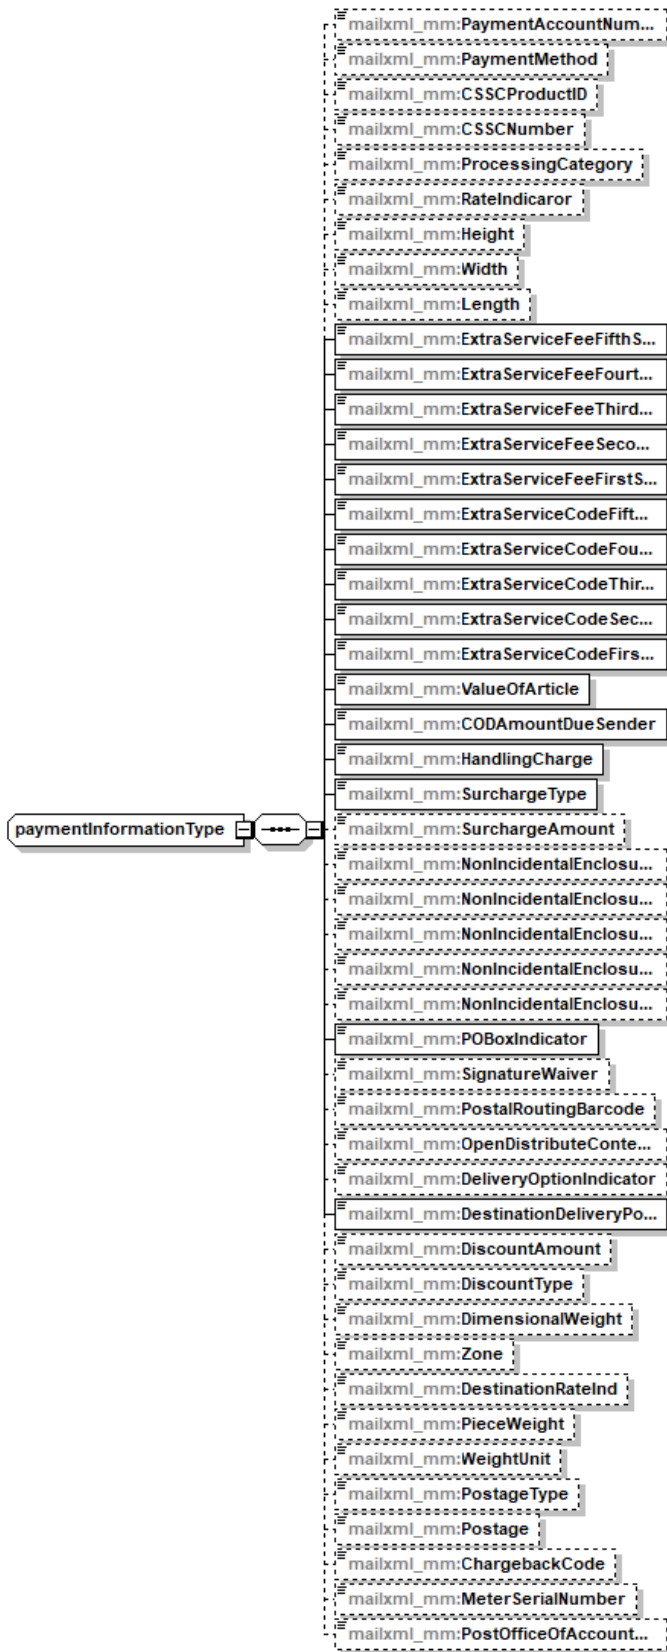 mailxml_mm:PaymentAccountNum...
mailxml_mm:PaymentMethod
mailxml_mm:CSSCProductID
mailxml_mm:CSSCNumber
mailxml_mm:ProcessingCategory
mailxml_mm:RateIndicaror
mailxml_mm:Height
mailxml_mm:Width
mailxml_mm:Length
mailxml_mm:ExtraServiceFeeFifthS...
mailxml_mm:ExtraServiceFeeFourt...
mailxml_mm:ExtraServiceFeeThird...
mailxml_mm:ExtraServiceFeeSeco...
mailxml_mm:ExtraServiceFeeFirstS...
mailxml_mm:ExtraServiceCodeFift...
mailxml_mm:ExtraServiceCodeFou...
mailxml_mm:ExtraServiceCodeThir...
mailxml_mm:ExtraServiceCodeSec...
mailxml_mm:ExtraServiceCodeFirs...
mailxml_mm:ValueOfArticle
mailxml_mm:CODAmountDueSender
mailxml_mm:HandlingCharge
mailxml_mm:SurchargeType
paymentInformationType
mailxml_mm:SurchargeAmount
mailxml_mm:NonIncidentalEnclosu...
mailxml_mm:NonIncidentalEnclosu...
mailxml_mm:NonIncidentalEnclosu...
mailxml_mm:NonIncidentalEnclosu...
mailxml_mm:NonIncidentalEnclosu...
mailxml_mm:POBoxIndicator
mailxml_mm:SignatureWaiver
mailxml_mm:PostalRoutingBarcode
mailxml_mm:OpenDistributeConte...
mailxml_mm:DeliveryOptionIndicator
mailxml_mm:DestinationDeliveryPo...
mailxml_mm:DiscountAmount
mailxml_mm:DiscountType
mailxml_mm:DimensionalWeight
mailxml_mm:Zone
mailxml_mm:DestinationRateInd
mailxml_mm:PieceWeight
mailxml_mm:WeightUnit
mailxml_mm:PostageType
mailxml_mm:Postage
mailxml_mm:ChargebackCode
mailxml_mm:MeterSerialNumber
mailxml_mm:PostOfficeOfAccount...